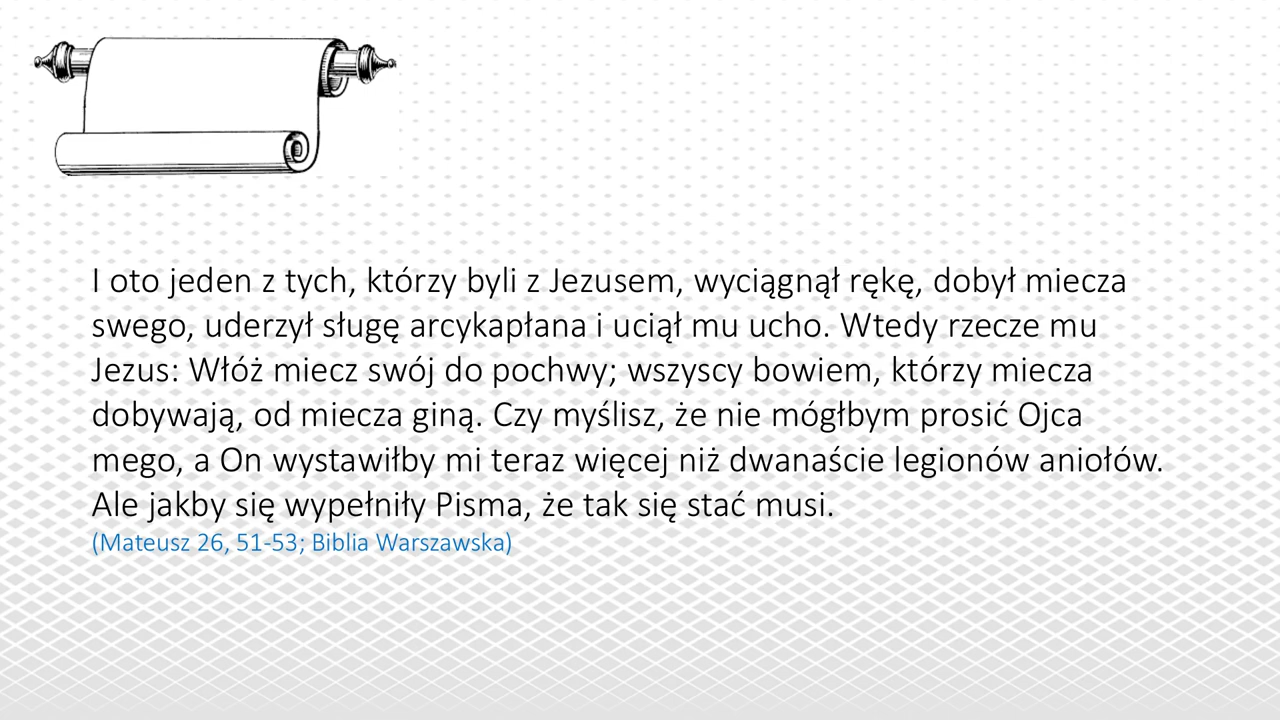 I oto jeden z tych, którzy byli z Jezusem, wyciągnął rękę, dobył miecza
swego, uderzył sługę arcykapłana i uciął mu ucho. Wtedy rzecze mu
Jezus: Włóż miecz swój do pochwy; wszyscy bowiem, którzy miecza
dobywają, od miecza giną. Czy myślisz, że nie mógłbym prosić Ojca
mego, a On wystawiłby mi teraz więcej niż dwanaście legionów aniołów.
Ale jakby się wypełniły Pisma, że tak się stać musi.
(Mateusz 26, 51-53; Biblia Warszawska)